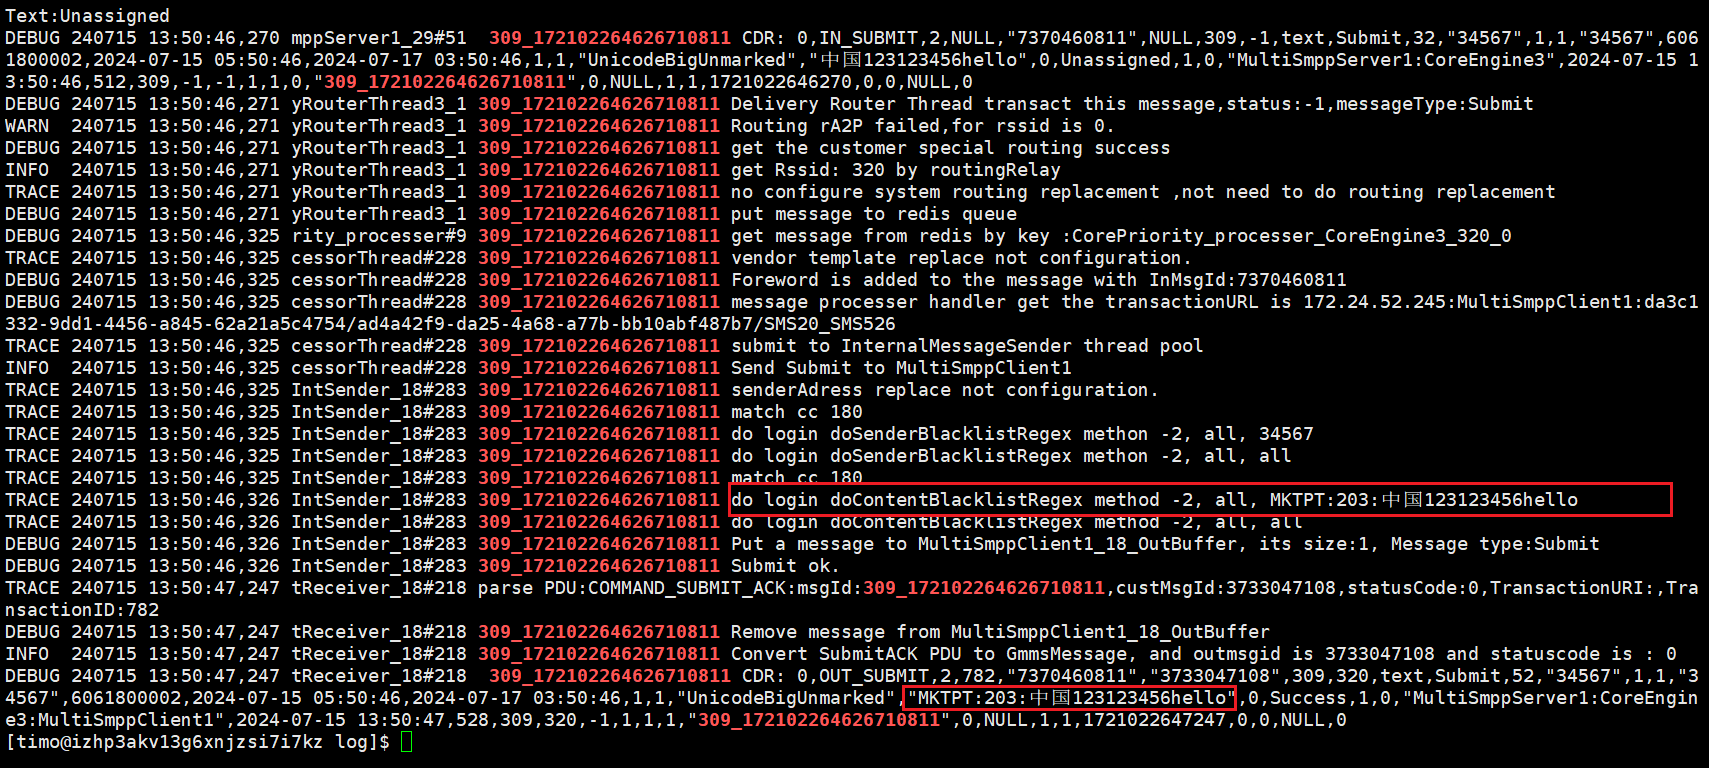 Text:Unassigned
DEBUG 240715 13:50:46,270 mppServer1_29#51  309_172102264626710811 CDR: 0,IN_SUBMIT,2,NULL,"7370460811",NULL,309,-1,text,Submit,32,"34567",1,1,"34567",606
1800002,2024-07-15 05:50:46,2024-07-17 03:50:46,1,1,"UnicodeBigUnmarked","中国123123456hello",0,Unassigned,1,0,"MultiSmppServer1:CoreEngine3",2024-07-15 1
3:50:46,512,309,-1,-1,1,1,0,"309_172102264626710811",0,NULL,1,1,1721022646270,0,0,NULL,0
DEBUG 240715 13:50:46,271 yRouterThread3_1 309_172102264626710811 Delivery Router Thread transact this message,status:-1,messageType:Submit
WARN  240715 13:50:46,271 yRouterThread3_1 309_172102264626710811 Routing rA2P failed,for rssid is 0.
DEBUG 240715 13:50:46,271 yRouterThread3_1 309_172102264626710811 get the customer special routing success
INFO  240715 13:50:46,271 yRouterThread3_1 309_172102264626710811 get Rssid: 320 by routingRelay
TRACE 240715 13:50:46,271 yRouterThread3_1 309_172102264626710811 no configure system routing replacement ,not need to do routing replacement
DEBUG 240715 13:50:46,271 yRouterThread3_1 309_172102264626710811 put message to redis queue
DEBUG 240715 13:50:46,325 rity_processer#9 309_172102264626710811 get message from redis by key :CorePriority_processer_CoreEngine3_320_0
TRACE 240715 13:50:46,325 cessorThread#228 309_172102264626710811 vendor template replace not configuration.
DEBUG 240715 13:50:46,325 cessorThread#228 309_172102264626710811 Foreword is added to the message with InMsgId:7370460811
DEBUG 240715 13:50:46,325 cessorThread#228 309_172102264626710811 message processer handler get the transactionURL is 172.24.52.245:MultiSmppClient1:da3c1
332-9dd1-4456-a845-62a21a5c4754/ad4a42f9-da25-4a68-a77b-bb10abf487b7/SMS20_SMS526
TRACE 240715 13:50:46,325 cessorThread#228 309_172102264626710811 submit to InternalMessageSender thread pool
INFO  240715 13:50:46,325 cessorThread#228 309_172102264626710811 Send Submit to MultiSmppClient1
TRACE 240715 13:50:46,325 IntSender_18#283 309_172102264626710811 senderAdress replace not configuration.
TRACE 240715 13:50:46,325 IntSender_18#283 309_172102264626710811 match cc 180
TRACE 240715 13:50:46,325 IntSender_18#283 309_172102264626710811 do login doSenderBlacklistRegex methon -2, all, 34567
TRACE 240715 13:50:46,325 IntSender_18#283 309_172102264626710811 do login doSenderBlacklistRegex methon -2, all, all
TRACE 240715 13:50:46,325 IntSender_18#283 309_172102264626710811 match cc 180
TRACE 240715 13:50:46,326 IntSender_18#283 309_172102264626710811 do login doContentBlacklistRegex method -2, all, MKTPT:203:中国123123456hello
TRACE 240715 13:50:46,326 IntSender_18#283 309_172102264626710811 do login doContentBlacklistRegex method -2, all, all
DEBUG 240715 13:50:46,326 IntSender_18#283 309_172102264626710811 Put a message to MultiSmppClient1_18_OutBuffer, its size:1, Message type:Submit
DEBUG 240715 13:50:46,326 IntSender_18#283 309_172102264626710811 Submit ok.
TRACE 240715 13:50:47,247 tReceiver_18#218 parse PDU:COMMAND_SUBMIT_ACK:msgId:309_172102264626710811,custMsgId:3733047108,statusCode:0,TransactionURI:,Tra
nsactionID:782
DEBUG 240715 13:50:47,247 tReceiver_18#218 309_172102264626710811 Remove message from MultiSmppClient1_18_OutBuffer
INFO  240715 13:50:47,247 tReceiver_18#218 309_172102264626710811 Convert SubmitACK PDU to GmmsMessage, and outmsgid is 3733047108 and statuscode is : 0
DEBUG 240715 13:50:47,247 tReceiver_18#218  309_172102264626710811 CDR: 0,OUT_SUBMIT,2,782,"7370460811","3733047108",309,320,text,Submit,52,"34567",1,1,"3
4567",6061800002,2024-07-15 05:50:46,2024-07-17 03:50:46,1,1,"UnicodeBigUnmarked","MKTPT:203:中国123123456hello",0,0,Success,1,0,"MultiSmppServer1:CoreEngin
e3:MultiSmppClient1",2024-07-15 13:50:47,528,309,320,-1,1,1,1,"309_172102264626710811",0,NULL,1,1,1721022647247,0,0,NULL,0
[timo@izhp3akv13g6xnjzsi7i7kz log]$